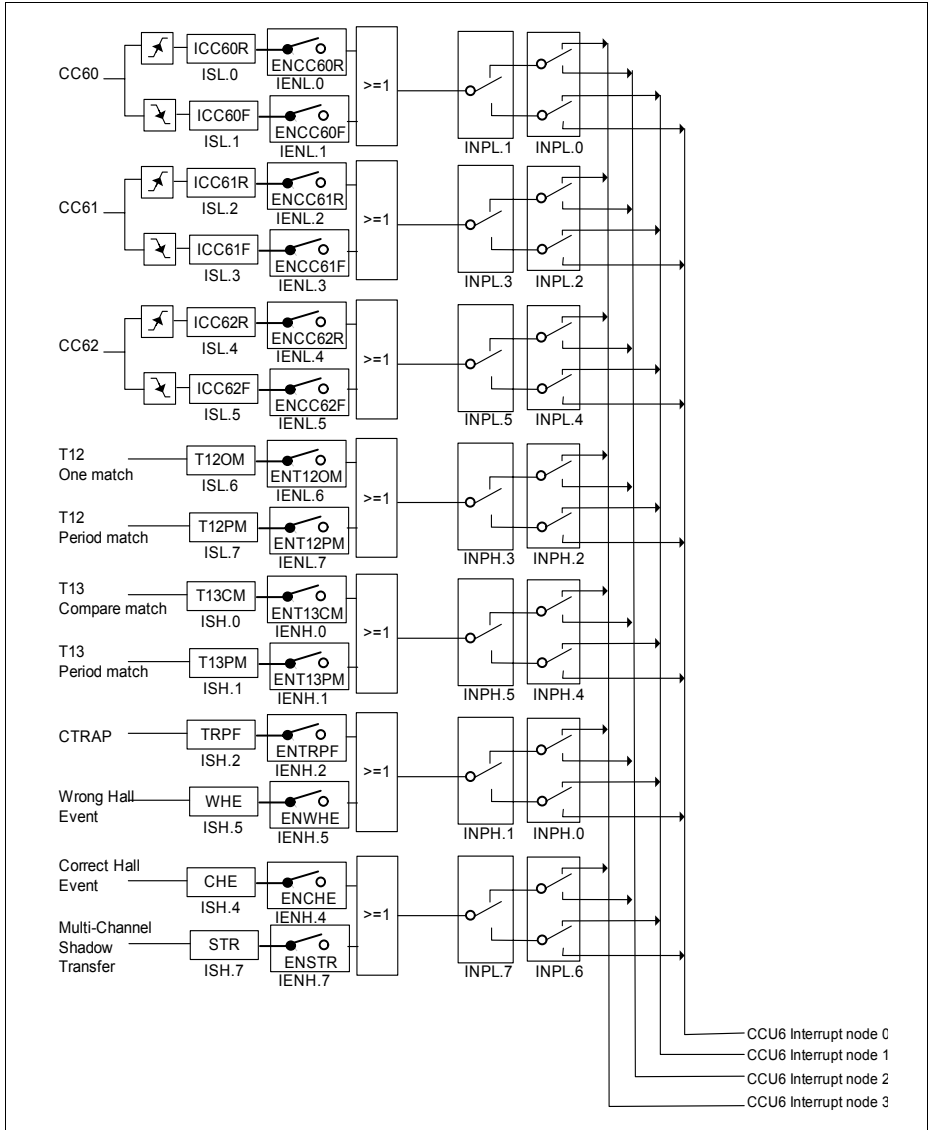 CC60
ICC60R
ISL.0
ENCC60R
IENL.0
ICC60F
ISL.1
ENCC60F
IENL.1
>=1
INPL.1
INPL.0
CC61
ICC61R
ISL.2
ENCC61R
IENL.2
ICC61F
ISL.3
ENCC61F
IENL.3
>=1
INPL.3
INPL.2
CC62
ICC62R
ISL.4
ENCC62R
IENL.4
ICC62F
ISL.5
ENCC62F
IENL.5
>=1
INPL.5
INPL.4
T12
One match
T12OM
ISL.6
ENT12OM
IENL.6
T12
Period match
T12PM
ISL.7
ENT12PM
IENL.7
>=1
INPH.3
INPH.2
T13
Compare match
T13CM
ISH.0
ENT13CM
IENH.0
T13
Period match
T13PM
ISH.1
ENT13PM
IENH.1
>=1
INPH.5
INPH.4
CTRAP
TRPF
ISH.2
ENTRPF
IENH.2
Wrong Hall
Event
WHE
ISH.5
ENWHE
IENH.5
>=1
INPH.1
INPH.0
Correct Hall
Event
CHE
ISH.4
ENCHE
IENH.4
Multi-Channel
Shadow
Transfer
STR
ISH.7
ENSTR
IENH.7
>=1
INPL.7
INPL.6
CCU6 Interrupt node 0
CCU6 Interrupt node 1
CCU6 Interrupt node 2
CCU6 Interrupt node 3